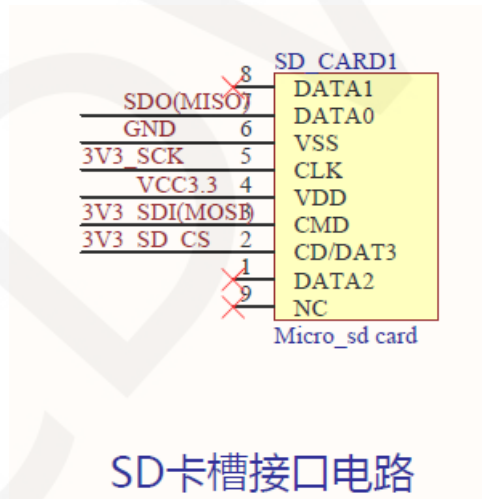 SD_CARD1
8 DATA1
SDO(MISO) 7 DATA0
GND 6 VSS
3V3_SCK 5 CLK
VCC3.3 4 VDD
3V3_SDI(MOSI) 3 CMD
3V3_SD_CS 2 CD/DAT3
1 DATA2
9 NC
Micro_sd card
SD卡槽接口电路